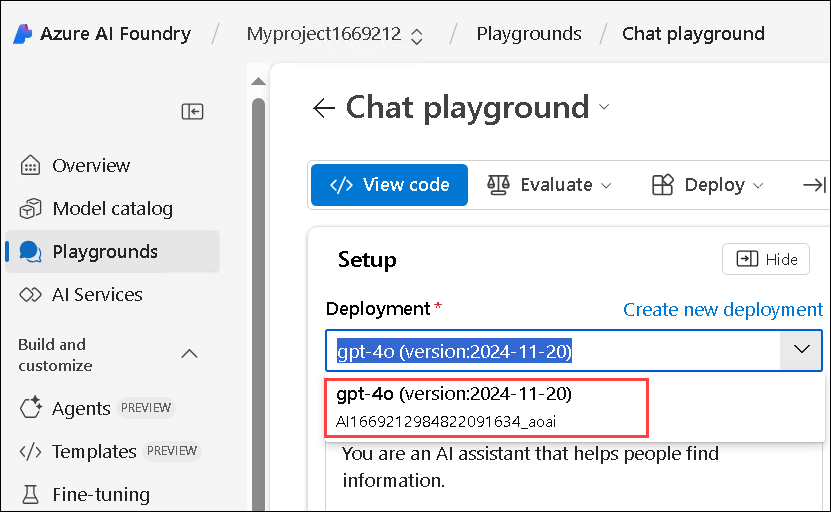 Azure AI Foundry / Myproject1669212 / Playgrounds / Chat playground
Overview
Model catalog
Playgrounds
AI Services
Build and
customize
Agents PREVIEW
Templates PREVIEW
Fine-tuning
Chat playground
View code Evaluate Deploy
Setup Hide
Deployment * Create new deployment
gpt-4o (version:2024-11-20)
gpt-4o (version:2024-11-20)
AI1669212984822091634_aoai
You are an AI assistant that helps people find
information.